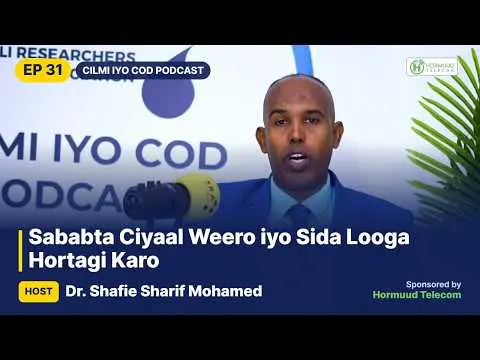 EP 31
CILMI IYO COD PODCAST
LI RESEARCHERS
HORMUUD
TELECOM
MI IYO COD
Sababta Ciyaal Weero iyo Sida Looga
Hortagi Karo
HOST
Dr. Shafie Sharif Mohamed
Sponsored by
Hormuud Telecom